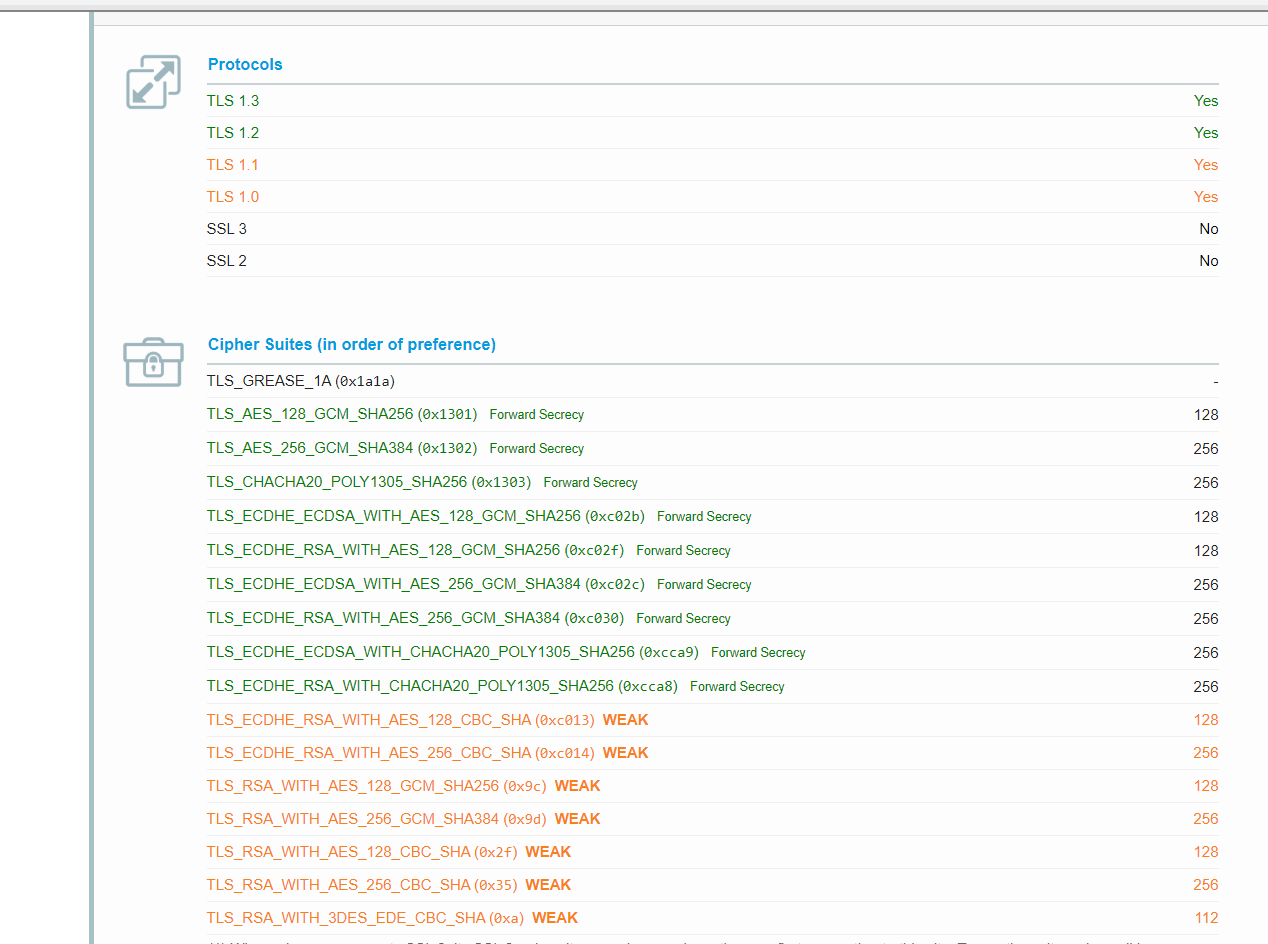 Protocols
TLS 1.3 Yes
TLS 1.2 Yes
TLS 1.1 Yes
TLS 1.0 Yes
SSL 3 No
SSL 2 No
Cipher Suites (in order of preference)
TLS_GREASE_1A (0x1a1a) -
TLS_AES_128_GCM_SHA256 (0x1301) Forward Secrecy 128
TLS_AES_256_GCM_SHA384 (0x1302) Forward Secrecy 256
TLS_CHACHA20_POLY1305_SHA256 (0x1303) Forward Secrecy 256
TLS_ECDHE_ECDSA_WITH_AES_128_GCM_SHA256 (0xc02b) Forward Secrecy 128
TLS_ECDHE_RSA_WITH_AES_128_GCM_SHA256 (0xc02f) Forward Secrecy 128
TLS_ECDHE_ECDSA_WITH_AES_256_GCM_SHA384 (0xc02c) Forward Secrecy 256
TLS_ECDHE_RSA_WITH_AES_256_GCM_SHA384 (0xc030) Forward Secrecy 256
TLS_ECDHE_ECDSA_WITH_CHACHA20_POLY1305_SHA256 (0xcca9) Forward Secrecy 256
TLS_ECDHE_RSA_WITH_CHACHA20_POLY1305_SHA256 (0xcca8) Forward Secrecy 256
TLS_ECDHE_RSA_WITH_AES_128_CBC_SHA (0xc013) WEAK 128
TLS_ECDHE_RSA_WITH_AES_256_CBC_SHA (0xc014) WEAK 256
TLS_RSA_WITH_AES_128_GCM_SHA256 (0x9c) WEAK 128
TLS_RSA_WITH_AES_256_GCM_SHA384 (0x9d) WEAK 256
TLS_RSA_WITH_AES_128_CBC_SHA (0x2f) WEAK 128
TLS_RSA_WITH_AES_256_CBC_SHA (0x35) WEAK 256
TLS_RSA_WITH_3DES_EDE_CBC_SHA (0xa) WEAK 112